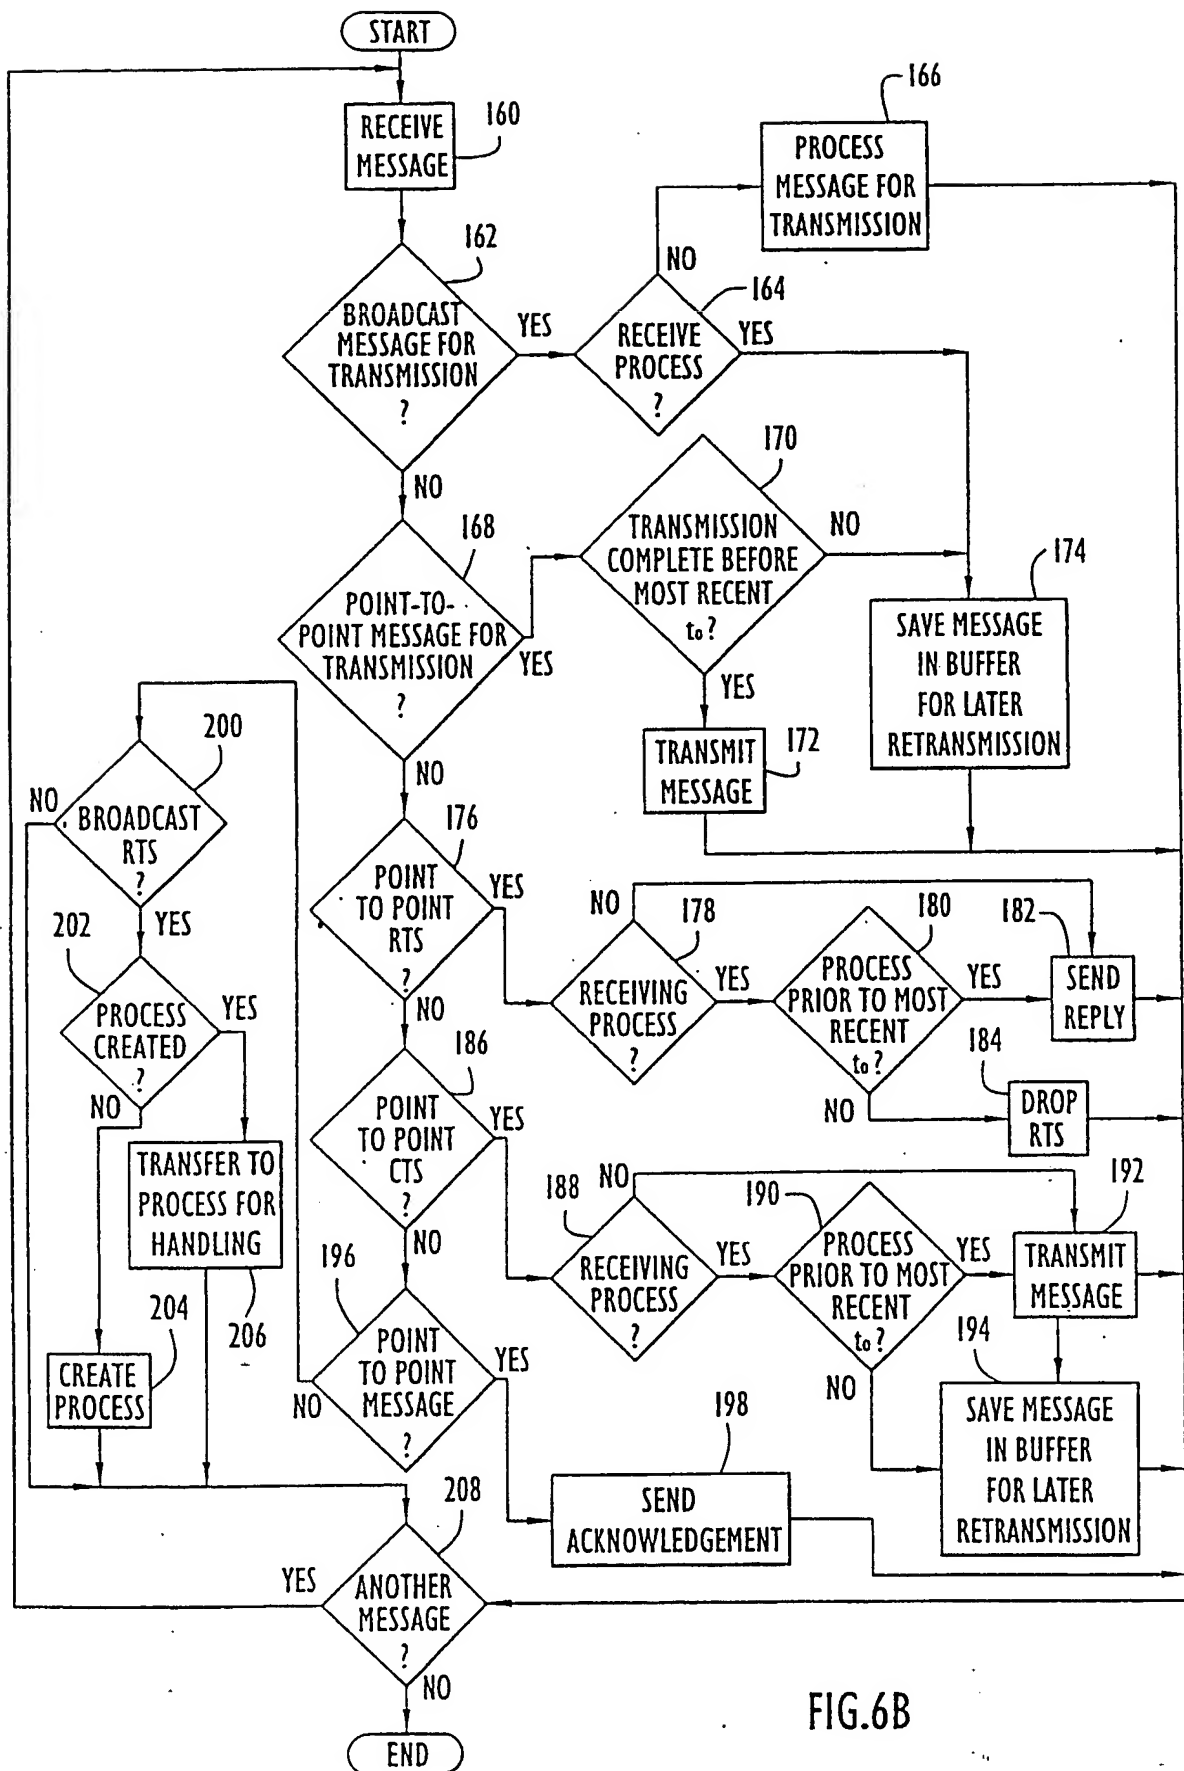 START
RECEIVE
MESSAGE
160
166
PROCESS
MESSAGE FOR
TRANSMISSION
162
BROADCAST
MESSAGE FOR
TRANSMISSION
?
YES
NO
164
RECEIVE
PROCESS
?
YES
NO
168
POINT-TO-
POINT MESSAGE FOR
TRANSMISSION
?
YES
170
TRANSMISSION
COMPLETE BEFORE
MOST RECENT
to?
NO
YES
174
SAVE MESSAGE
IN BUFFER
FOR LATER
RETRANSMISSION
TRANSMIT
MESSAGE
172
NO
200
NO
BROADCAST
RTS
?
YES
176
POINT
TO POINT
RTS
?
YES
NO
178
RECEIVING
PROCESS
?
YES
180
PROCESS
PRIOR TO MOST
RECENT
to?
YES
182
SEND
REPLY
184
NO
DROP
RTS
202
PROCESS
CREATED
?
YES
NO
NO
186
POINT
TO POINT
CTS
?
YES
TRANSFER TO
PROCESS FOR
HANDLING
206
204
CREATE
PROCESS
NO
188
RECEIVING
PROCESS
?
YES
190
PROCESS
PRIOR TO MOST
RECENT
to?
YES
192
TRANSMIT
MESSAGE
194
NO
SAVE MESSAGE
IN BUFFER
FOR LATER
RETRANSMISSION
NO
196
POINT
TO POINT
MESSAGE
?
YES
NO
198
SEND
ACKNOWLEDGEMENT
208
YES
ANOTHER
MESSAGE
?
NO
END
FIG.6B